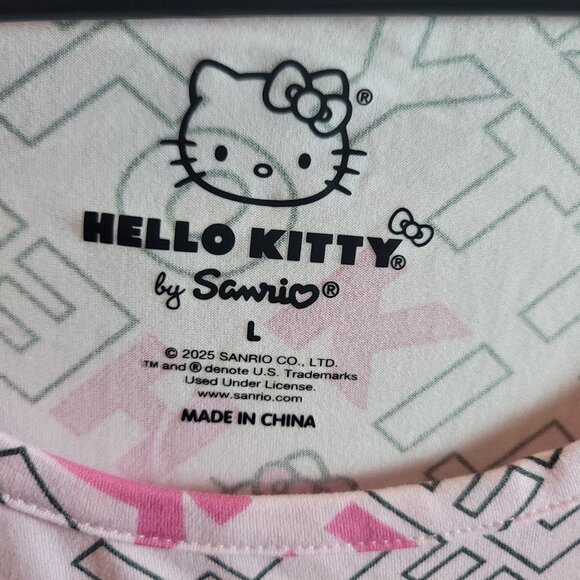 ®
HELLO KITTY®
by Sanrio®
L
© 2025 SANRIO CO., LTD.
TM and ® denote U.S. Trademarks
Used Under License.
www.sanrio.com
MADE IN CHINA